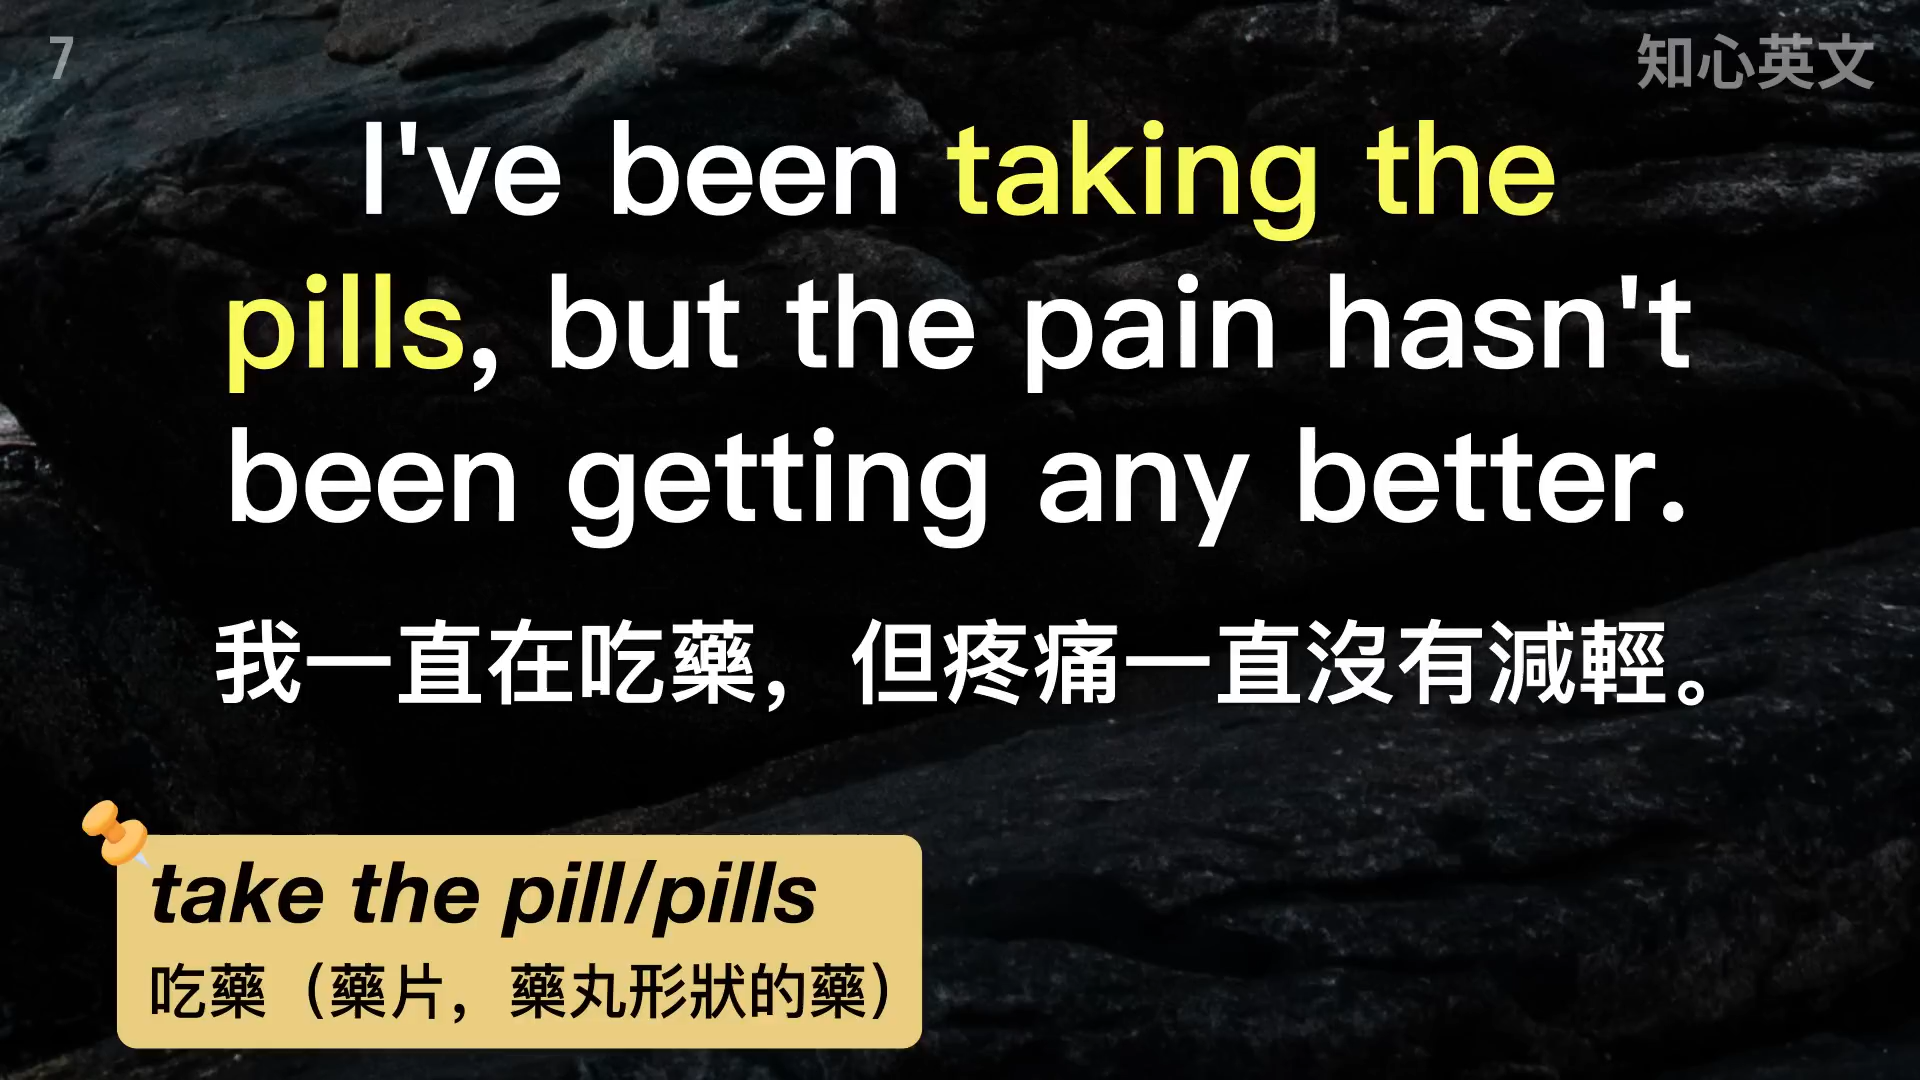 7
知心英文
I've been taking the
pills, but the pain hasn't
been getting any better.
我一直在吃藥，但疼痛一直沒有減輕。
take the pill/pills
吃藥（藥片，藥丸形狀的藥）